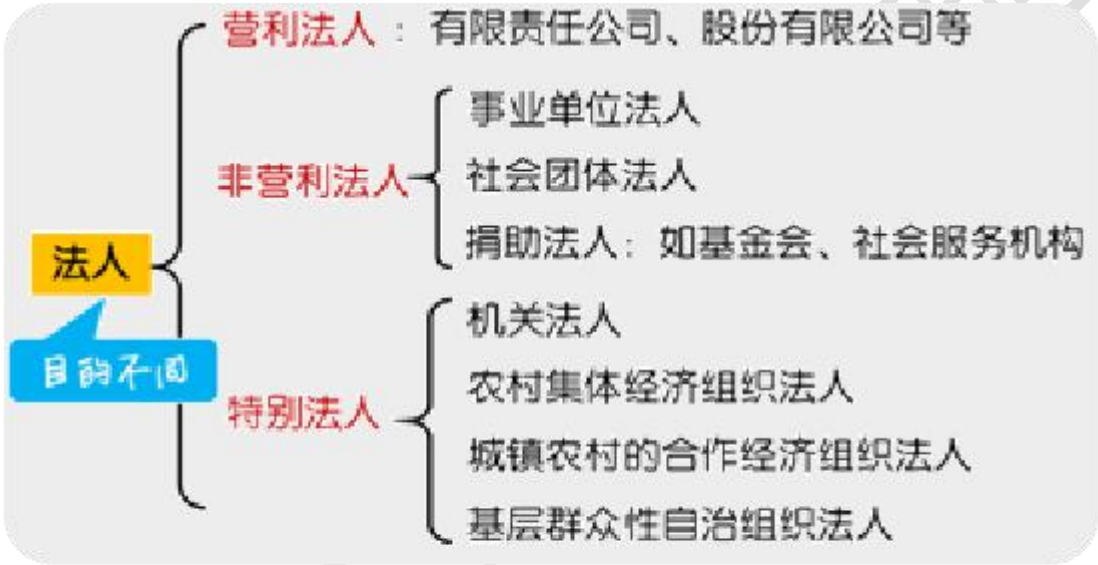 营利法人：有限责任公司、股份有限公司等
非营利法人
事业单位法人
社会团体法人
捐助法人：如基金会、社会服务机构
法人
目的不同
特别法人
机关法人
农村集体经济组织法人
城镇农村的合作经济组织法人
基层群众性自治组织法人